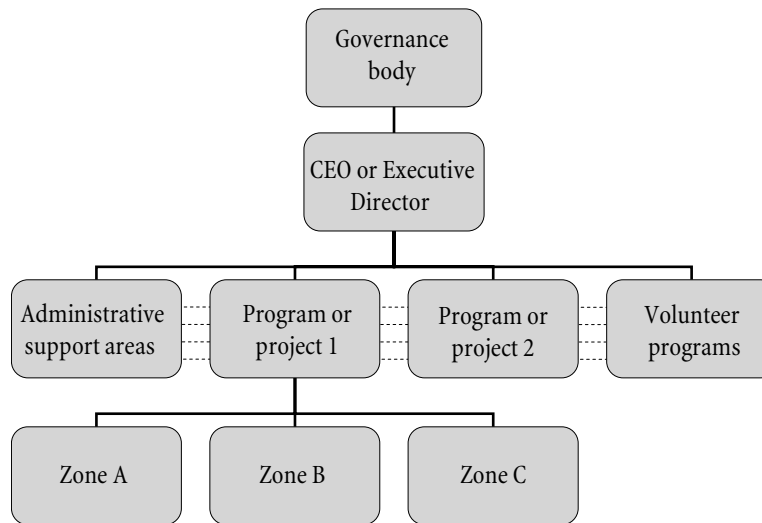 Governance
body
CEO or Executive
Director
Administrative
support areas
Program or
project 1
Program or
project 2
Volunteer
programs
Zone A
Zone B
Zone C